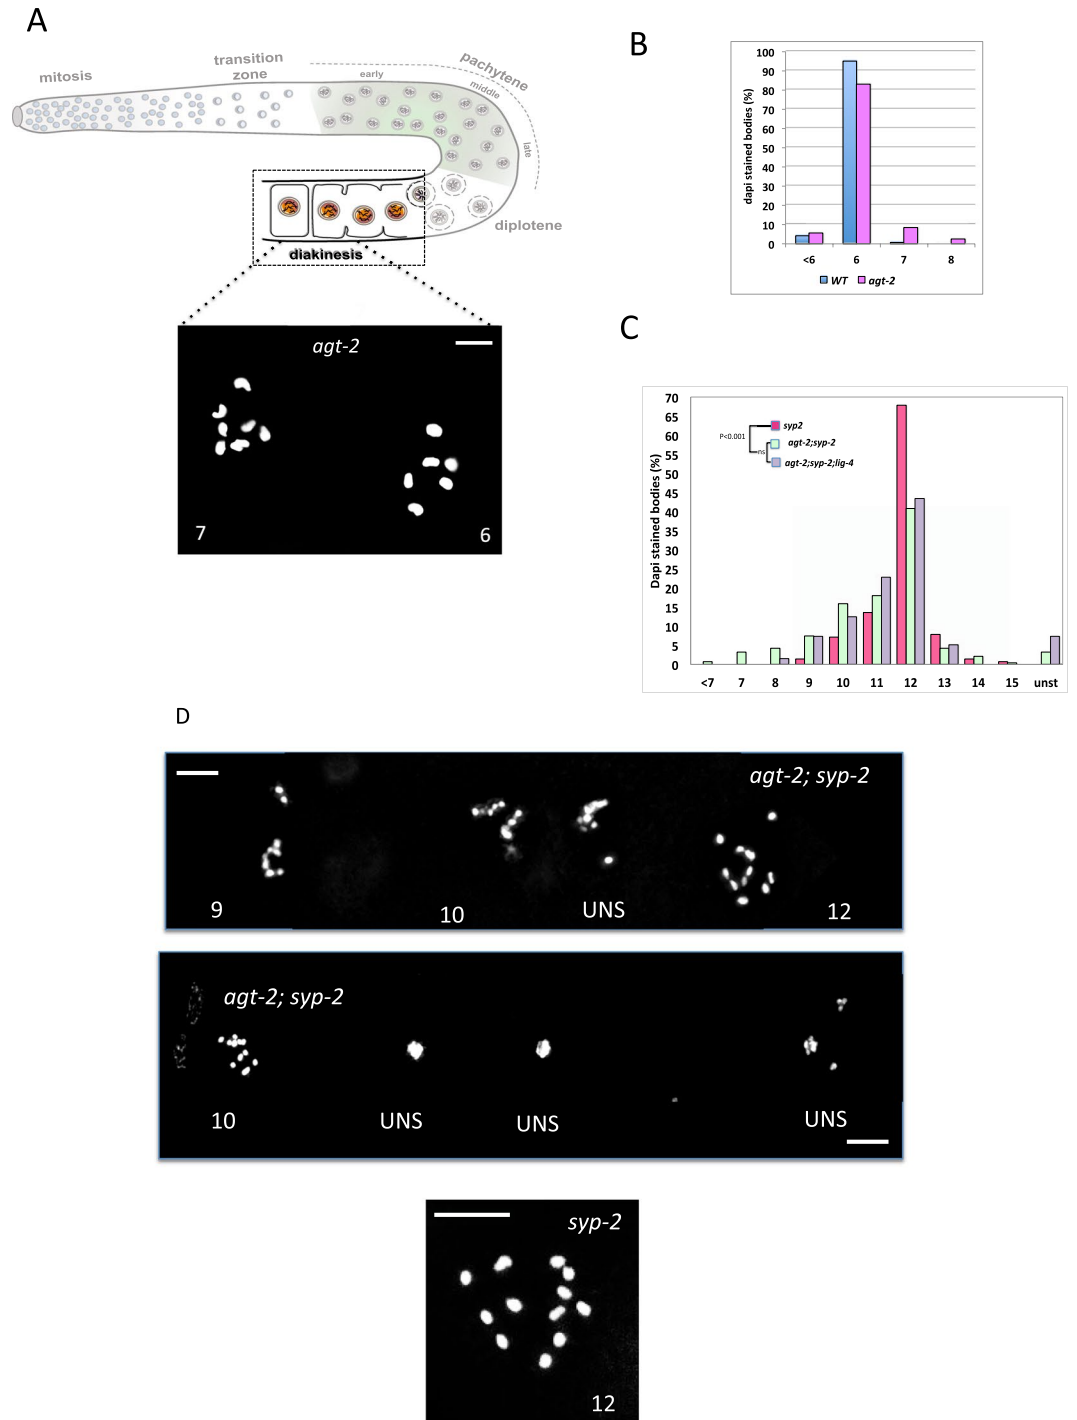 A
mitosis
transition
zone
early
pachytene
middle
late
diplotene
diakinesis
agt-2
7
6
B
dapi stained bodies (%)
100
90
80
70
60
50
40
30
20
10
0
<6
6
7
8
WT
agt-2
C
Dapi stained bodies (%)
70
65
60
55
50
45
40
35
30
25
20
15
10
5
0
P<0.001
ns
syp2
agt-2;syp-2
agt-2;syp-2;lig-4
<7
7
8
9
10
11
12
13
14
15
unst
D
agt-2; syp-2
9
10
UNS
12
agt-2; syp-2
10
UNS
UNS
UNS
syp-2
12